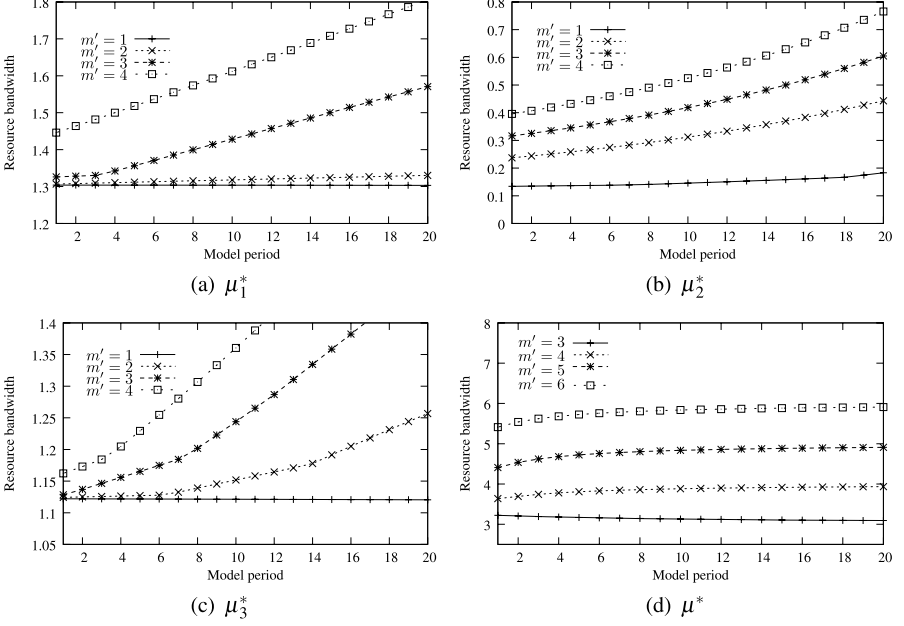 1.8
1.7
1.6
1.5
1.4
1.3
1.2
Resource bandwidth
m′ = 1
m′ = 2
m′ = 3
m′ = 4
2 4 6 8 10 12 14 16 18 20
Model period
(a) μ₁*
0.8
0.7
0.6
0.5
0.4
0.3
0.2
0.1
0
Resource bandwidth
m′ = 1
m′ = 2
m′ = 3
m′ = 4
2 4 6 8 10 12 14 16 18 20
Model period
(b) μ₂*
1.4
1.35
1.3
1.25
1.2
1.15
1.1
1.05
Resource bandwidth
m′ = 1
m′ = 2
m′ = 3
m′ = 4
2 4 6 8 10 12 14 16 18 20
Model period
(c) μ₃*
8
7
6
5
4
3
Resource bandwidth
m′ = 3
m′ = 4
m′ = 5
m′ = 6
2 4 6 8 10 12 14 16 18 20
Model period
(d) μ*